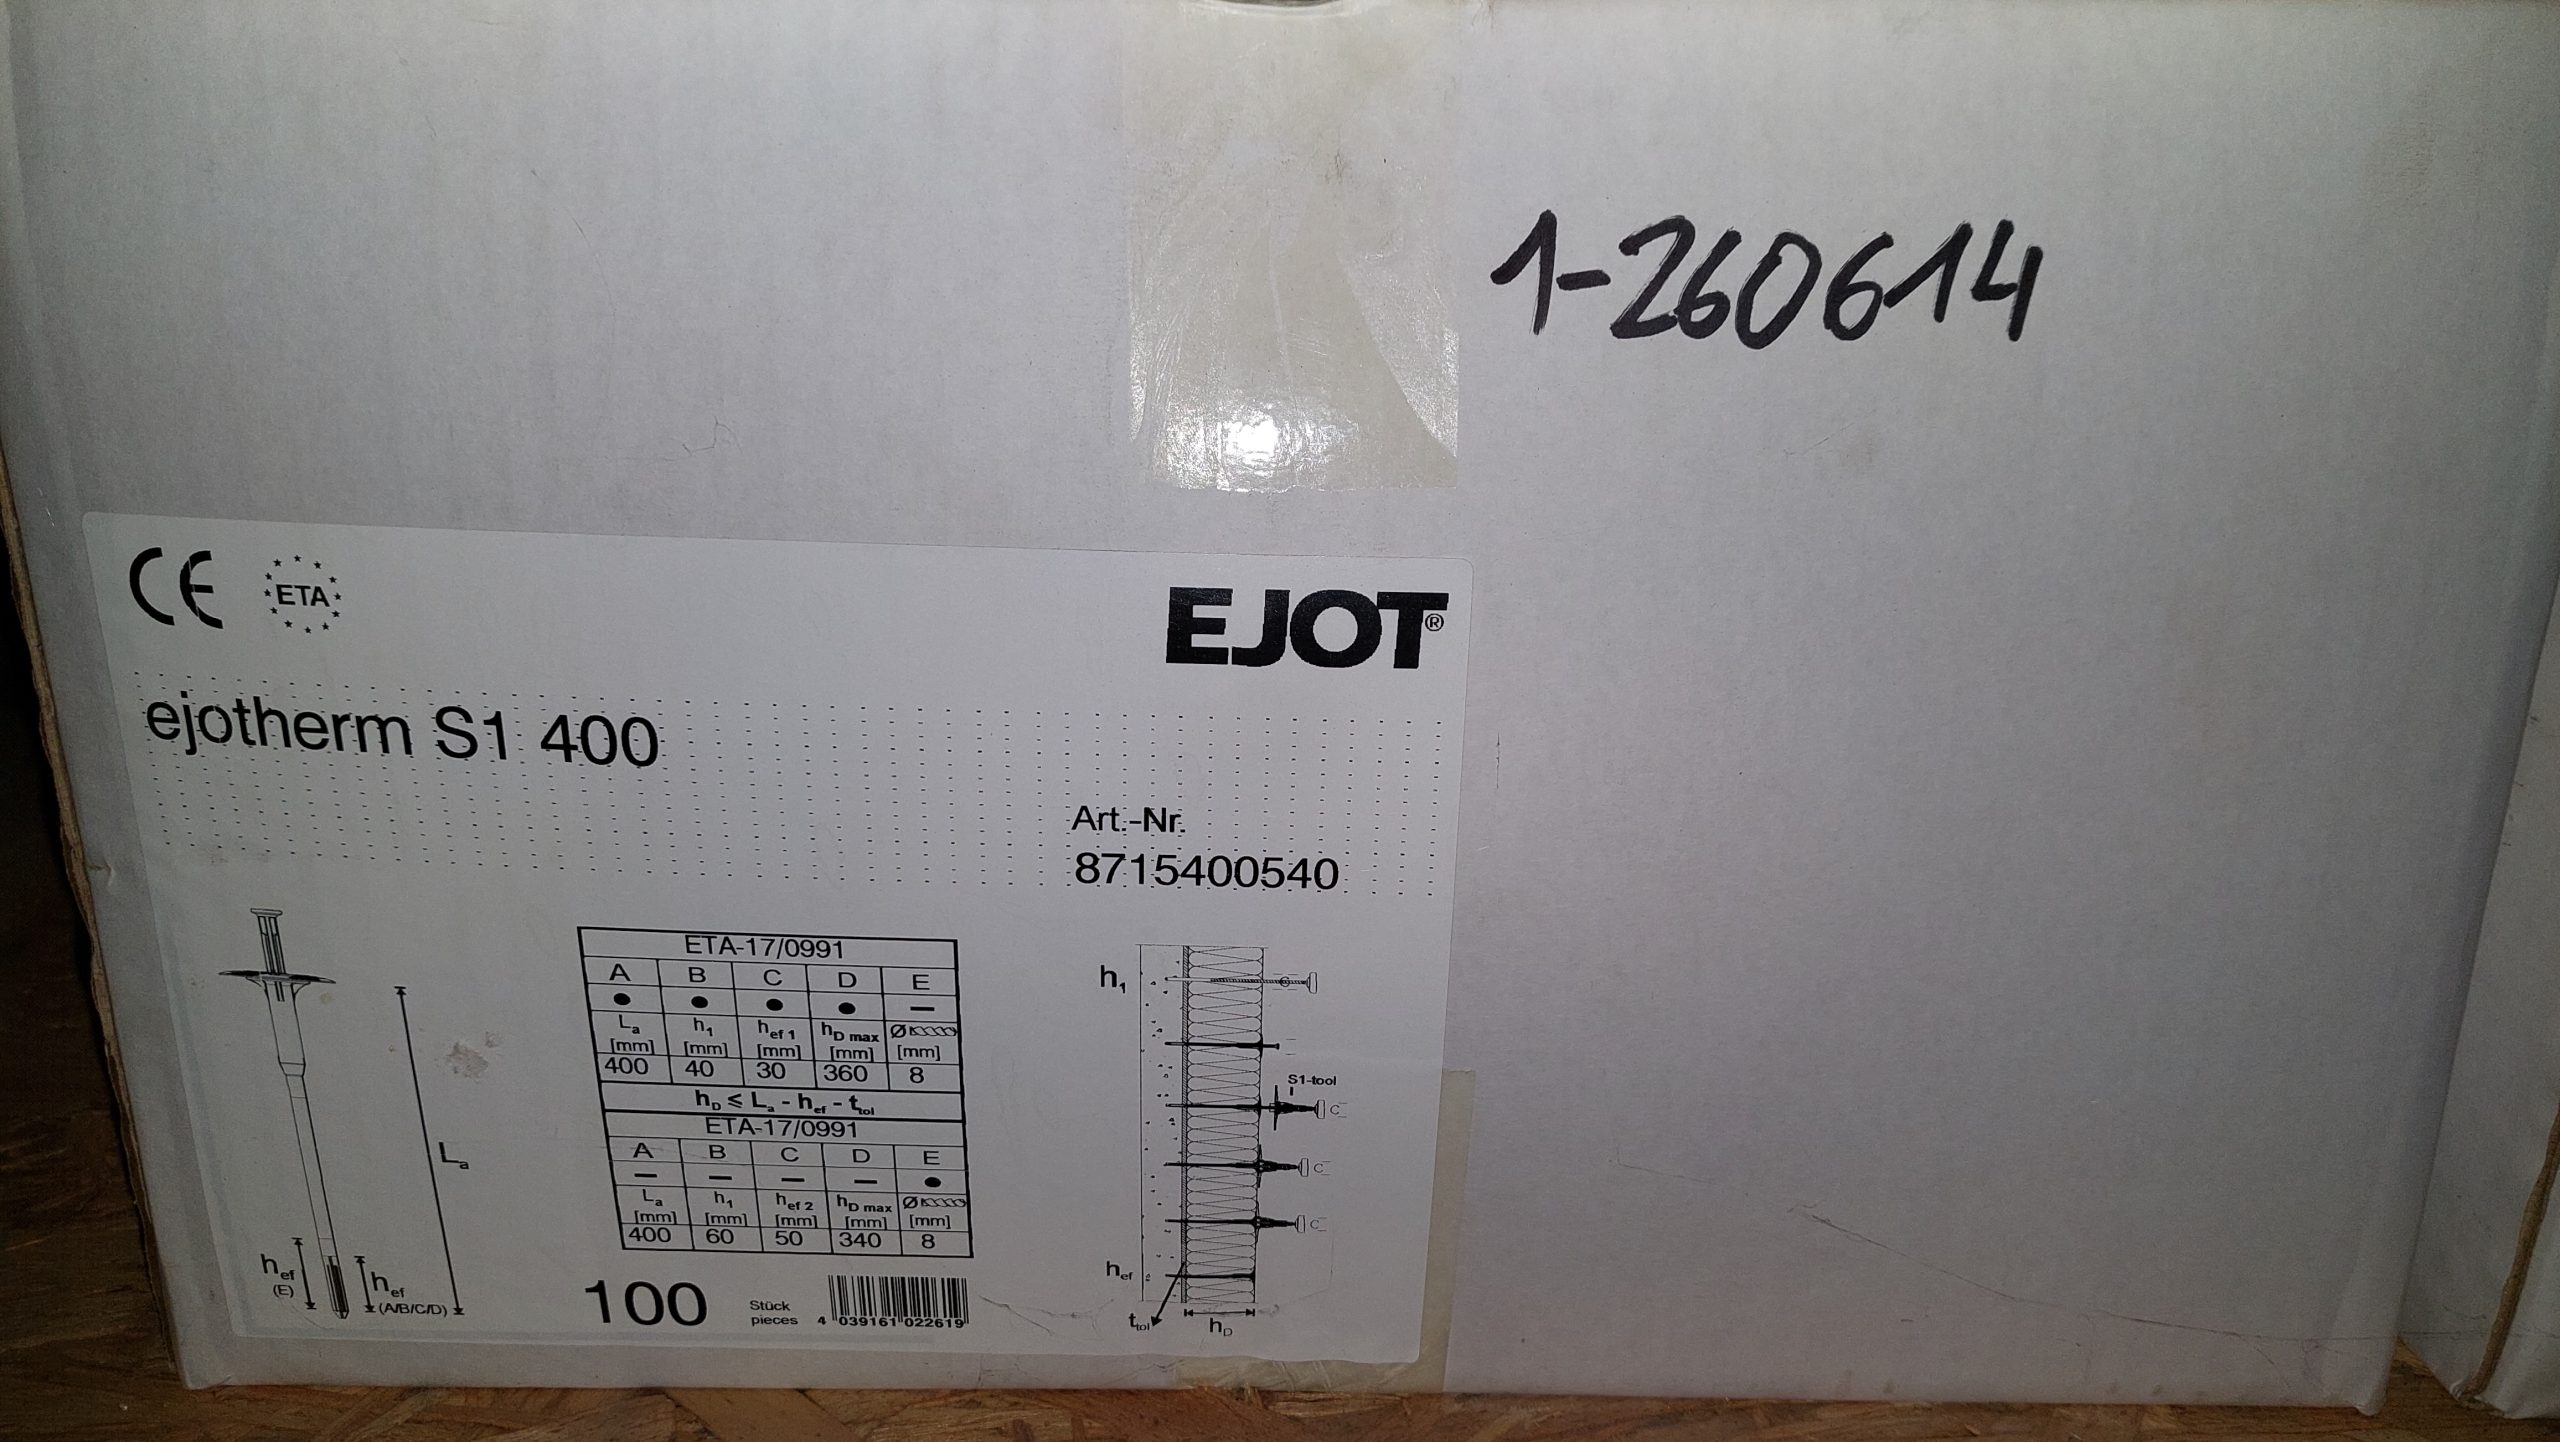 1-260614
CE ETA
EJOT®
ejotherm S1 400
Art.-Nr.
8715400540
ETA-17/0991
A B C D E
● ● ● ● —
La h1 hef 1 hD max Ø
[mm] [mm] [mm] [mm] [mm]
400 40 30 360 8
hD ≤ La - hef - ttol
ETA-17/0991
A B C D E
— — — — ●
La h1 hef 2 hD max Ø
[mm] [mm] [mm] [mm] [mm]
400 60 50 340 8
La
hef
(E)
hef
(A/B/C/D)
100 Stück
pieces
4 039161 022619
h1
S1-tool
hef
ttol
hD